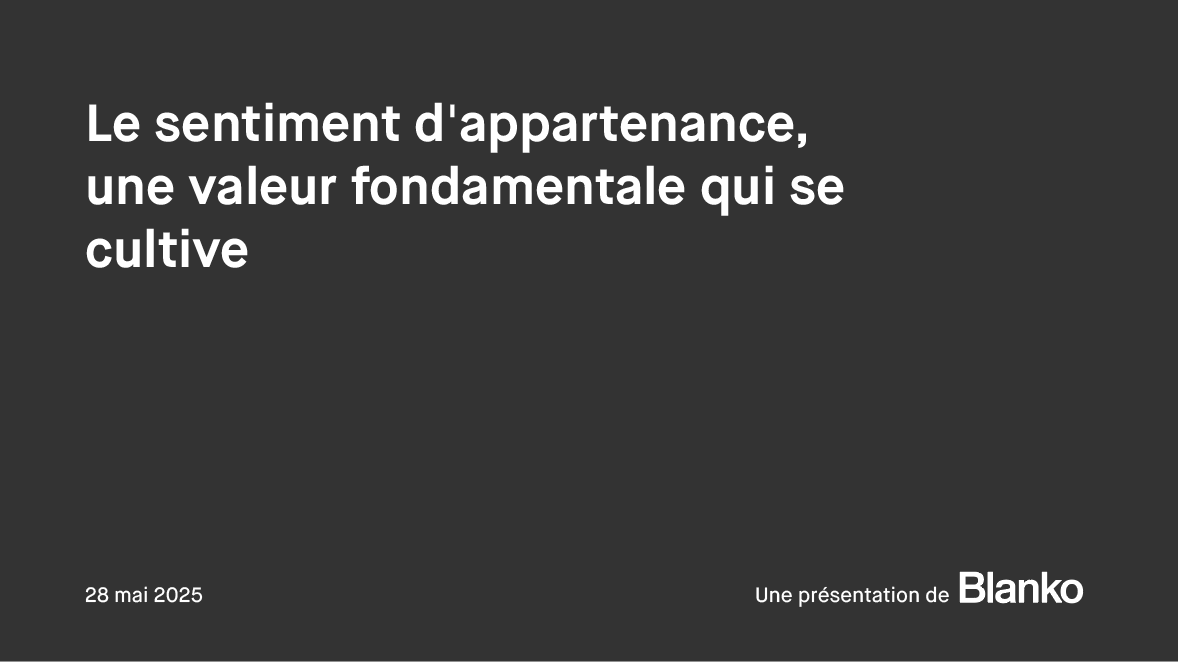 Le sentiment d'appartenance,
une valeur fondamentale qui se
cultive
28 mai 2025
Une présentation de Blanko